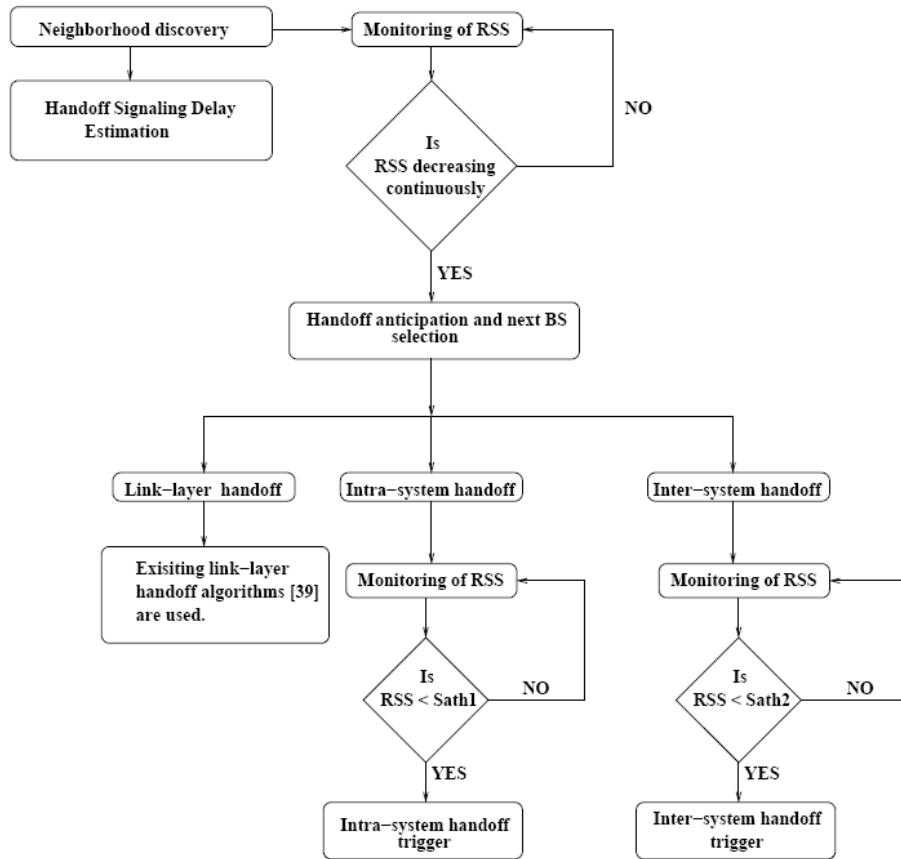 Neighborhood discovery
Monitoring of RSS
Handoff Signaling Delay
Estimation
NO
Is
RSS decreasing
continuously
YES
Handoff anticipation and next BS
selection
Link−layer handoff
Intra−system handoff
Inter−system handoff
Exisiting link−layer
handoff algorithms [39]
are used.
Monitoring of RSS
Monitoring of RSS
Is
RSS < Sath1
NO
Is
RSS < Sath2
NO
YES
YES
Intra−system handoff
trigger
Inter−system handoff
trigger